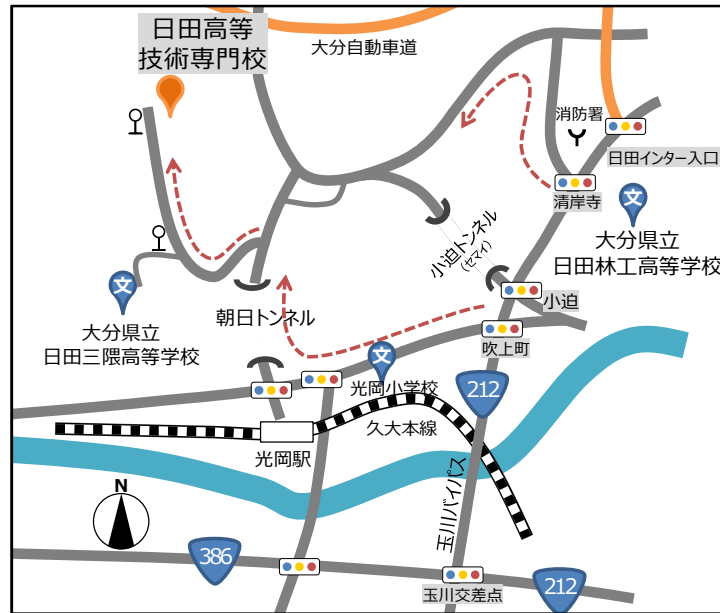 日田高等
技術専門校
大分自動車道
消防署
日田インター入口
清岸寺
文
大分県立
日田林工高等学校
小迫トンネル
(セマイ)
小迫
朝日トンネル
文
大分県立
日田三隈高等学校
吹上町
文
光岡小学校
212
久大本線
光岡駅
玉川バイパス
N
386
212
玉川交差点